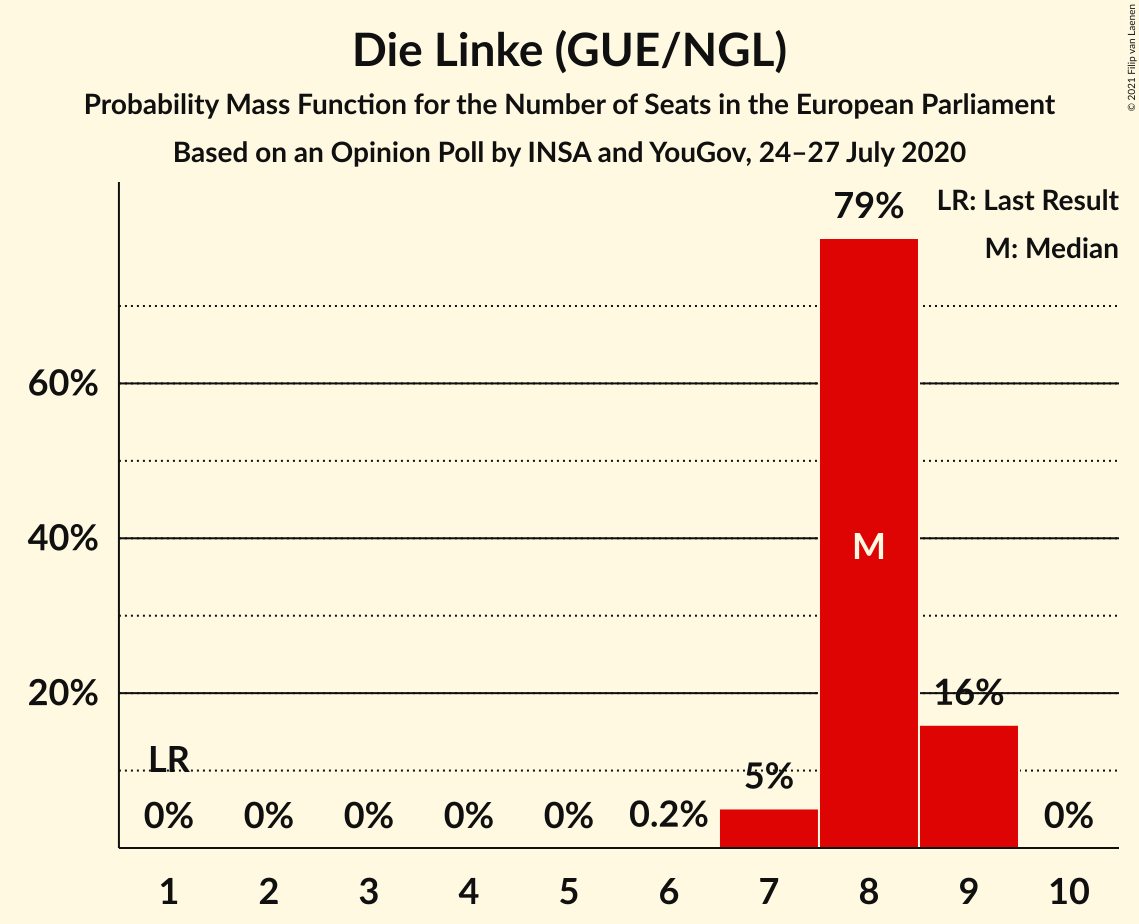 Die Linke (GUE/NGL)
Probability Mass Function for the Number of Seats in the European Parliament
Based on an Opinion Poll by INSA and YouGov, 24–27 July 2020
© 2021 Filip van Laenen
LR: Last Result
M: Median
79%
60%
40%
M
20%
16%
LR
5%
0% 0% 0% 0% 0% 0.2% 0%
1 2 3 4 5 6 7 8 9 10